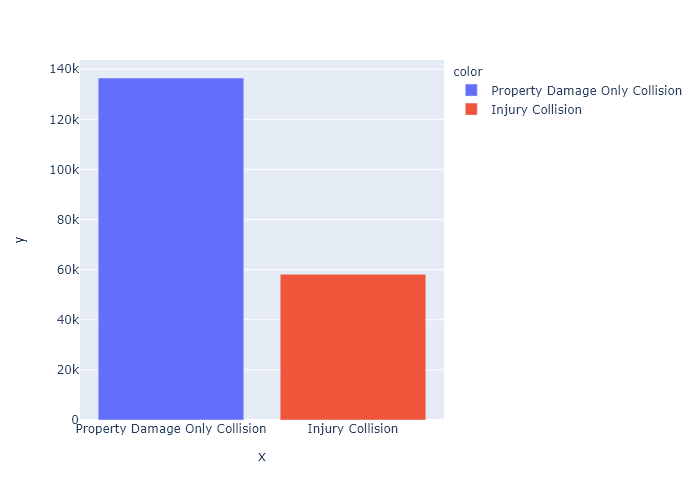 color
Property Damage Only Collision
Injury Collision
140k
120k
100k
80k
60k
40k
20k
0
y
Property Damage Only Collision
Injury Collision
x